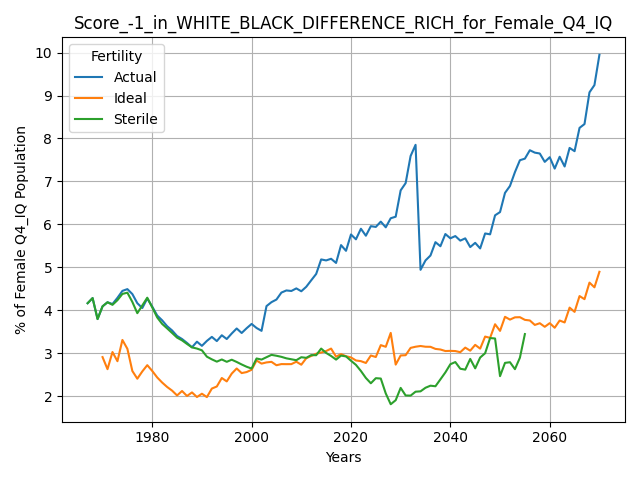 Score_-1_in_WHITE_BLACK_DIFFERENCE_RICH_for_Female_Q4_IQ
Fertility
Actual
Ideal
Sterile
% of Female Q4_IQ Population
10
9
8
7
6
5
4
3
2
1980
2000
2020
2040
2060
Years